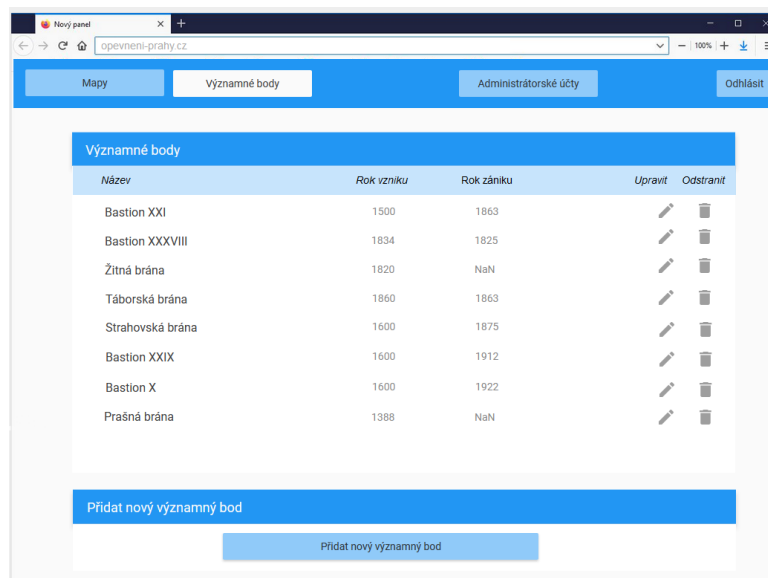 Nový panel
opevneni-prahy.cz
100%
Mapy Významné body Administrátorské účty Odhlásit
Významné body
Název Rok vzniku Rok zániku Upravit Odstranit
Bastion XXI 1500 1863
Bastion XXXVIII 1834 1825
Žitná brána 1820 NaN
Táborská brána 1860 1863
Strahovská brána 1600 1875
Bastion XXIX 1600 1912
Bastion X 1600 1922
Prašná brána 1388 NaN
Přidat nový významný bod
Přidat nový významný bod